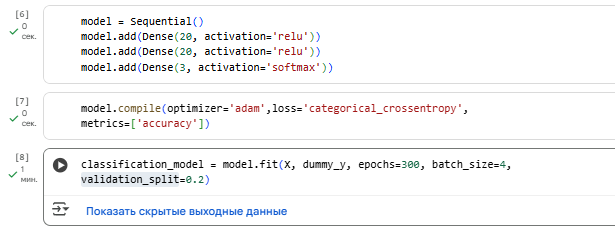 [6]
0
сек.
model = Sequential()
model.add(Dense(20, activation='relu'))
model.add(Dense(20, activation='relu'))
model.add(Dense(3, activation='softmax'))
[7]
0
сек.
model.compile(optimizer='adam',loss='categorical_crossentropy',
metrics=['accuracy'])
[8]
1
мин.
classification_model = model.fit(X, dummy_y, epochs=300, batch_size=4,
validation_split=0.2)
Показать скрытые выходные данные